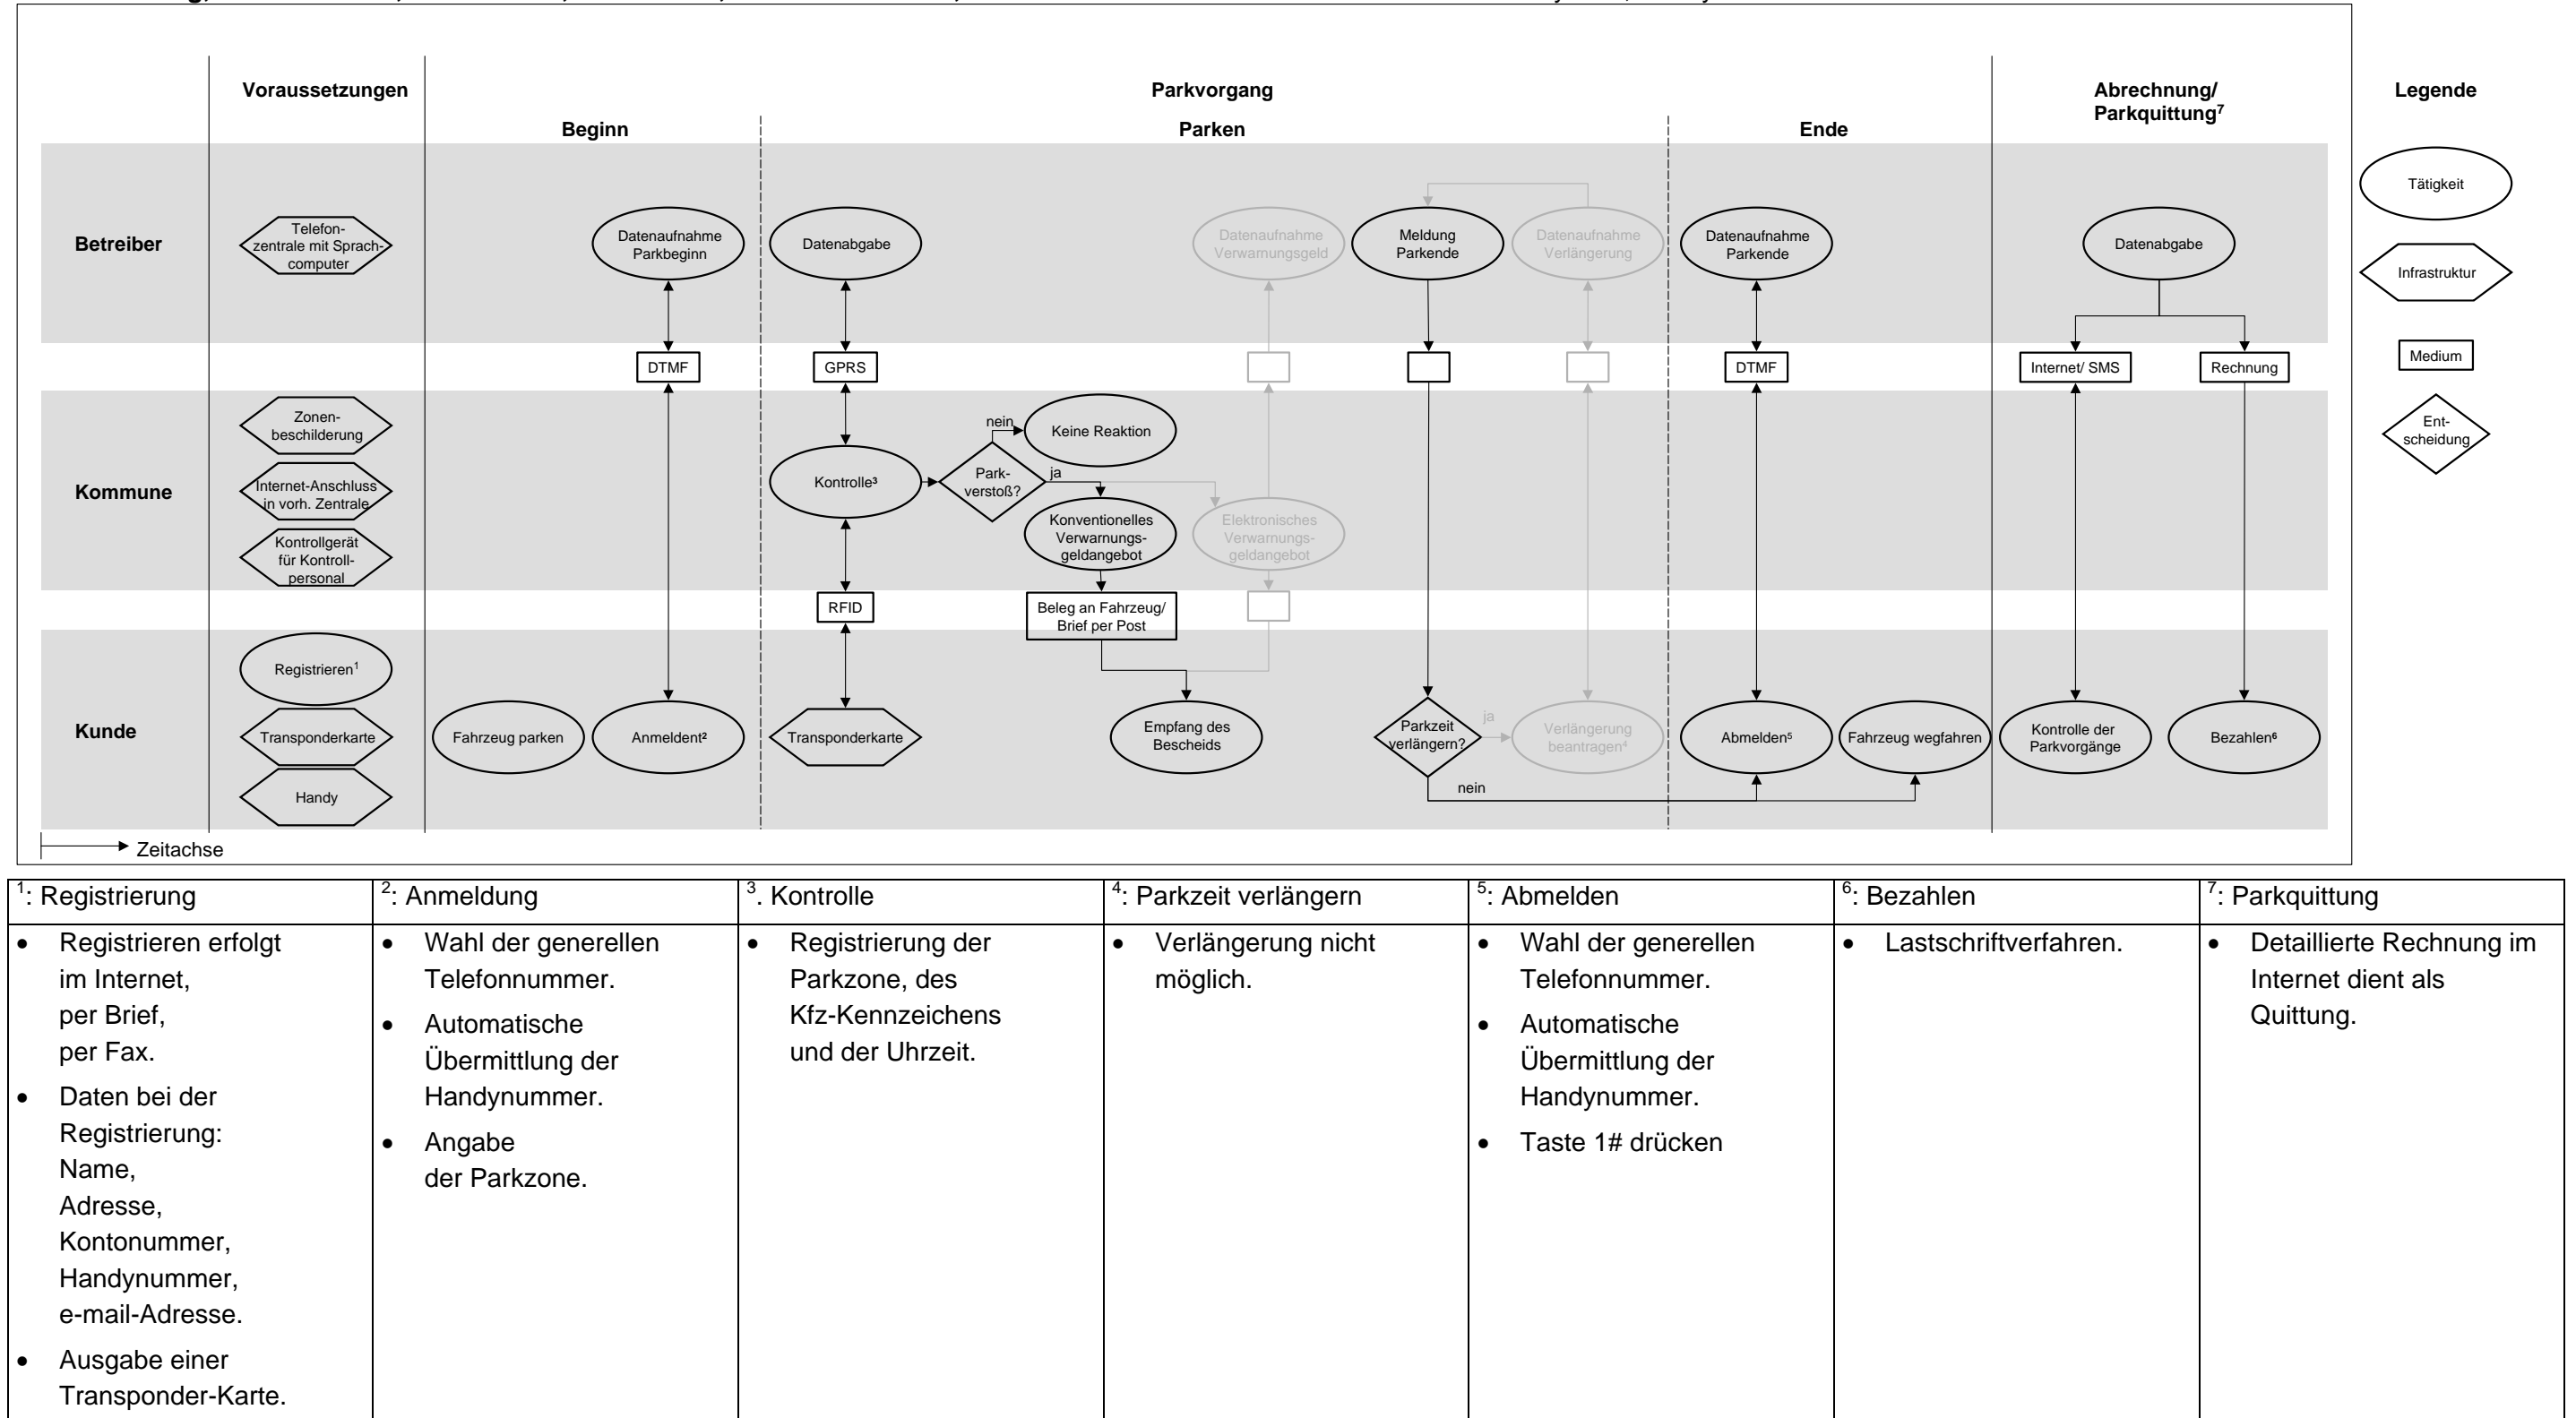 Voraussetzungen
Parkvorgang
Abrechnung/
Parkquittung7
Legende
Beginn
Parken
Ende
Betreiber
Telefon-
zentrale mit Sprach-
computer
Datenaufnahme
Parkbeginn
Datenabgabe
Datenaufnahme
Verwarnungsgeld
Meldung
Parkende
Datenaufnahme
Verlängerung
Datenaufnahme
Parkende
Datenabgabe
Tätigkeit
Infrastruktur
DTMF
GPRS
DTMF
Internet/ SMS
Rechnung
Medium
Kommune
Zonen-
beschilderung
Internet-Anschluss
in vorh. Zentrale
Kontrollgerät
für Kontroll-
personal
Kontrolle3
Park-
verstoß?
nein
Keine Reaktion
ja
Konventionelles
Verwarnungs-
geldangebot
Elektronisches
Verwarnungs-
geldangebot
Ent-
scheidung
RFID
Beleg an Fahrzeug/
Brief per Post
Kunde
Registrieren1
Transponderkarte
Handy
Fahrzeug parken
Anmeldent2
Transponderkarte
Empfang des
Bescheids
Parkzeit
verlängern?
ja
nein
Verlängerung
beantragen4
Abmelden5
Fahrzeug wegfahren
Kontrolle der
Parkvorgänge
Bezahlen6
Zeitachse
1: Registrierung
• Registrieren erfolgt
im Internet,
per Brief,
per Fax.
• Daten bei der
Registrierung:
Name,
Adresse,
Kontonummer,
Handynummer,
e-mail-Adresse.
• Ausgabe einer
Transponder-Karte.
2: Anmeldung
• Wahl der generellen
Telefonnummer.
• Automatische
Übermittlung der
Handynummer.
• Angabe
der Parkzone.
3. Kontrolle
• Registrierung der
Parkzone, des
Kfz-Kennzeichens
und der Uhrzeit.
4: Parkzeit verlängern
• Verlängerung nicht
möglich.
5: Abmelden
• Wahl der generellen
Telefonnummer.
• Automatische
Übermittlung der
Handynummer.
• Taste 1# drücken
6: Bezahlen
• Lastschriftverfahren.
7: Parkquittung
• Detaillierte Rechnung im
Internet dient als
Quittung.